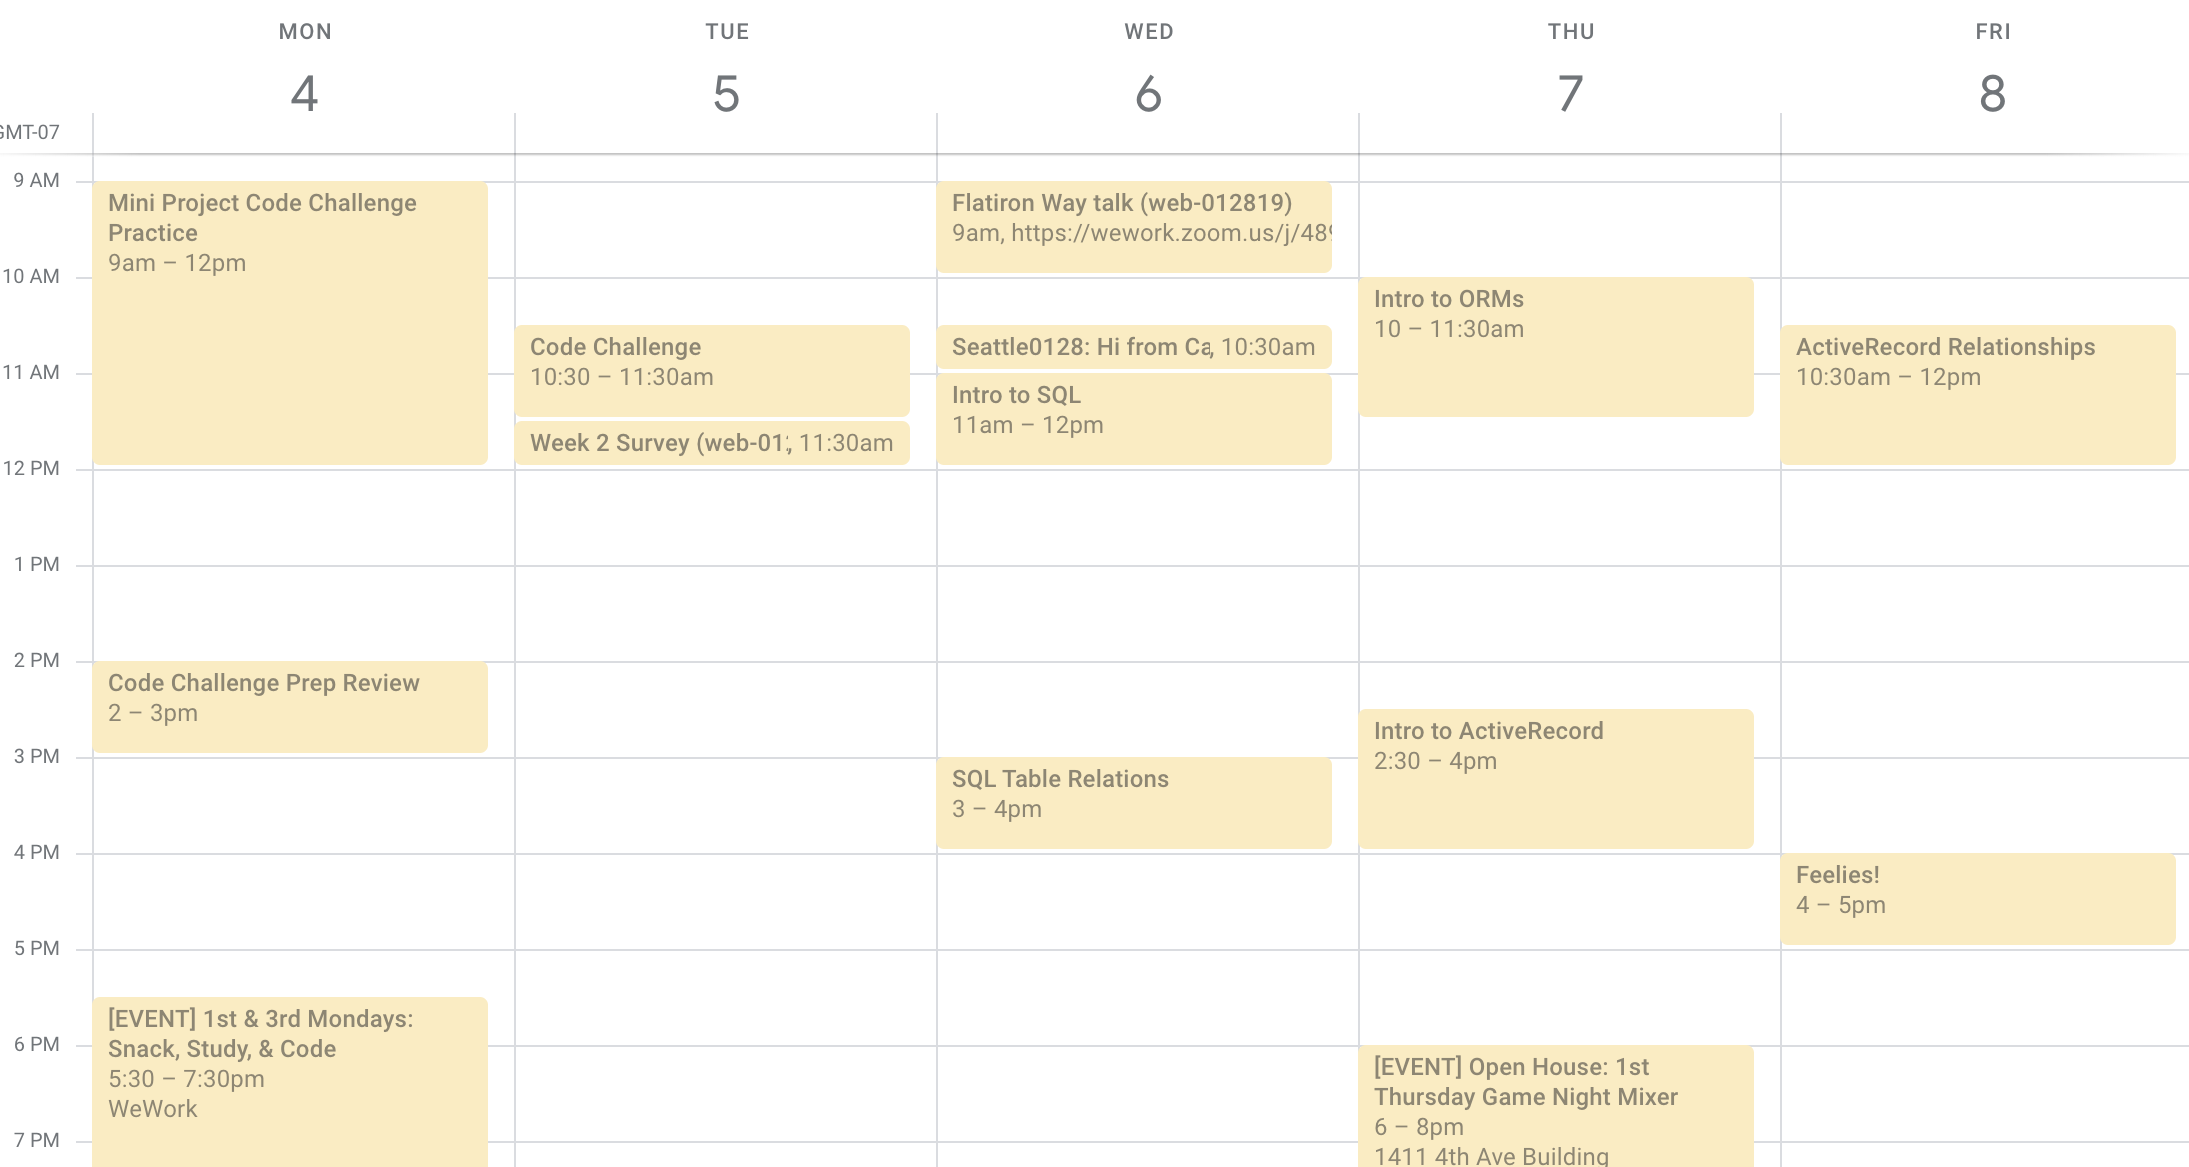 MON
TUE
WED
THU
FRI
4
5
6
7
8
GMT-07
9 AM
10 AM
11 AM
12 PM
1 PM
2 PM
3 PM
4 PM
5 PM
6 PM
7 PM
Mini Project Code Challenge
Practice
9am – 12pm
Code Challenge Prep Review
2 – 3pm
[EVENT] 1st & 3rd Mondays:
Snack, Study, & Code
5:30 – 7:30pm
WeWork
Code Challenge
10:30 – 11:30am
Week 2 Survey (web-01, 11:30am
Flatiron Way talk (web-012819)
9am, https://wework.zoom.us/j/48
Seattle0128: Hi from Ca, 10:30am
Intro to SQL
11am – 12pm
SQL Table Relations
3 – 4pm
Intro to ORMs
10 – 11:30am
Intro to ActiveRecord
2:30 – 4pm
[EVENT] Open House: 1st
Thursday Game Night Mixer
6 – 8pm
1411 4th Ave Building
ActiveRecord Relationships
10:30am – 12pm
Feelies!
4 – 5pm